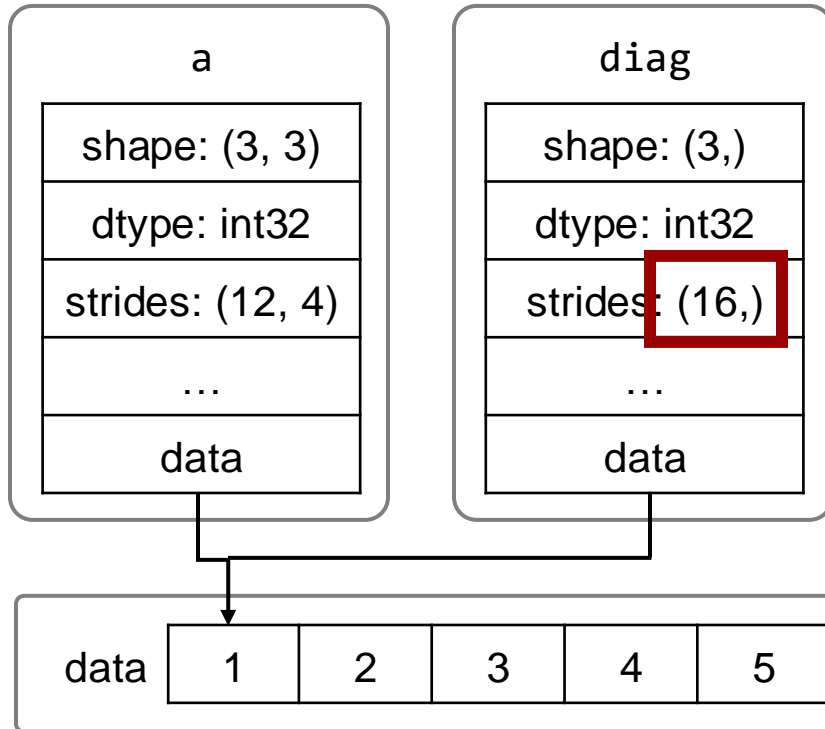 a
shape: (3, 3)
dtype: int32
strides: (12, 4)
…
data
diag
shape: (3,)
dtype: int32
strides: (16,)
…
data
data 1 2 3 4 5